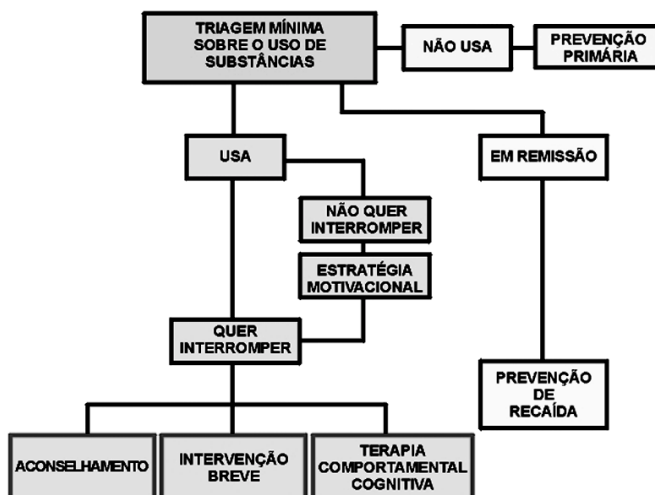 TRIAGEM MÍNIMA
SOBRE O USO DE
SUBSTÂNCIAS
NÃO USA
PREVENÇÃO
PRIMÁRIA
USA
EM REMISSÃO
NÃO QUER
INTERROMPER
ESTRATÉGIA
MOTIVACIONAL
QUER
INTERROMPER
PREVENÇÃO
DE
RECAÍDA
ACONSELHAMENTO
INTERVENÇÃO
BREVE
TERAPIA
COMPORTAMENTAL
COGNITIVA